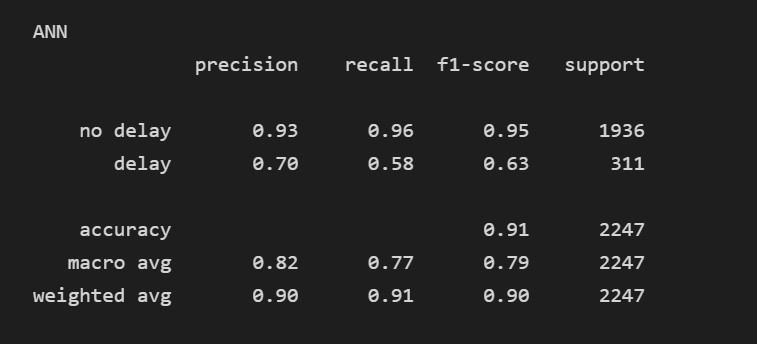 ANN
precision recall f1-score support
no delay 0.93 0.96 0.95 1936
delay 0.70 0.58 0.63 311
accuracy 0.91 2247
macro avg 0.82 0.77 0.79 2247
weighted avg 0.90 0.91 0.90 2247